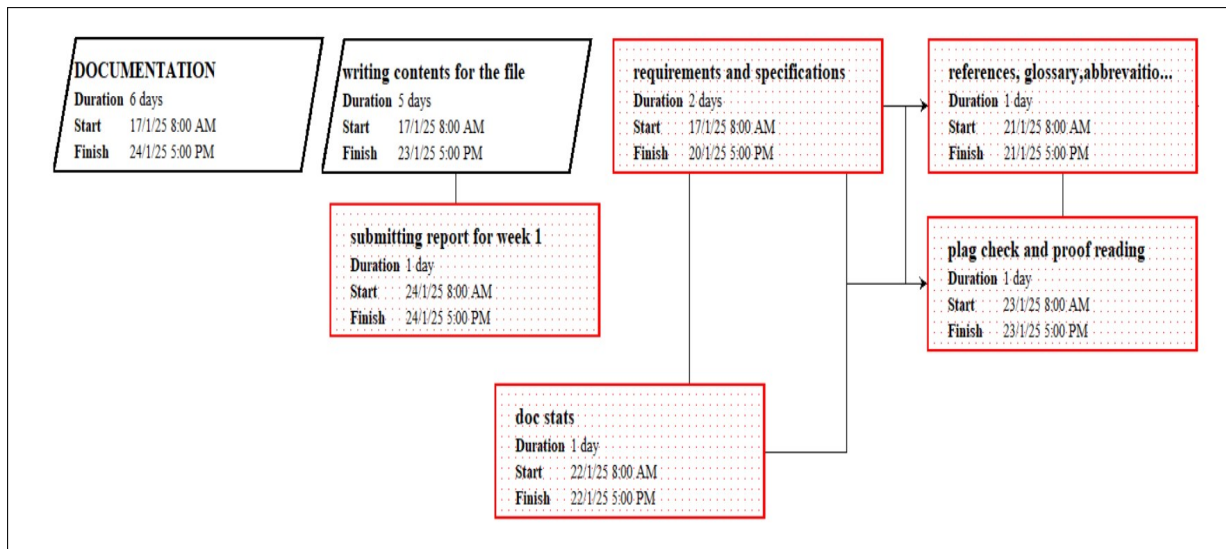 DOCUMENTATION
Duration 6 days
Start 17/1/25 8:00 AM
Finish 24/1/25 5:00 PM
writing contents for the file
Duration 5 days
Start 17/1/25 8:00 AM
Finish 23/1/25 5:00 PM
requirements and specifications
Duration 2 days
Start 17/1/25 8:00 AM
Finish 20/1/25 5:00 PM
references, glossary,abbrevaitio...
Duration 1 day
Start 21/1/25 8:00 AM
Finish 21/1/25 5:00 PM
submitting report for week 1
Duration 1 day
Start 24/1/25 8:00 AM
Finish 24/1/25 5:00 PM
plag check and proof reading
Duration 1 day
Start 23/1/25 8:00 AM
Finish 23/1/25 5:00 PM
doc stats
Duration 1 day
Start 22/1/25 8:00 AM
Finish 22/1/25 5:00 PM